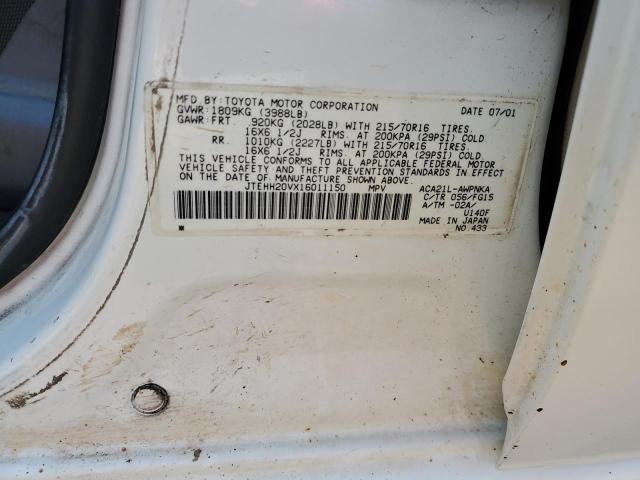 MFD BY: TOYOTA MOTOR CORPORATION DATE 07/01
GVWR: 1809KG (3988LB)
GAWR: FRT. 920KG (2028LB) WITH 215/70R16 TIRES.
16X6 1/2J RIMS. AT 200KPA (29PSI) COLD.
RR. 1010KG (2227LB) WITH 215/70R16 TIRES.
16X6 1/2J RIMS. AT 200KPA (29PSI) COLD.
THIS VEHICLE CONFORMS TO ALL APPLICABLE FEDERAL MOTOR
VEHICLE SAFETY AND THEFT PREVENTION STANDARDS IN EFFECT
ON THE DATE OF MANUFACTURE SHOWN ABOVE.
JTEHH20VX16011150 MPV ACA21L-AWPNKA
C/TR 056/FG15
A/TM -02A/
U140F
MADE IN JAPAN
NO. 433